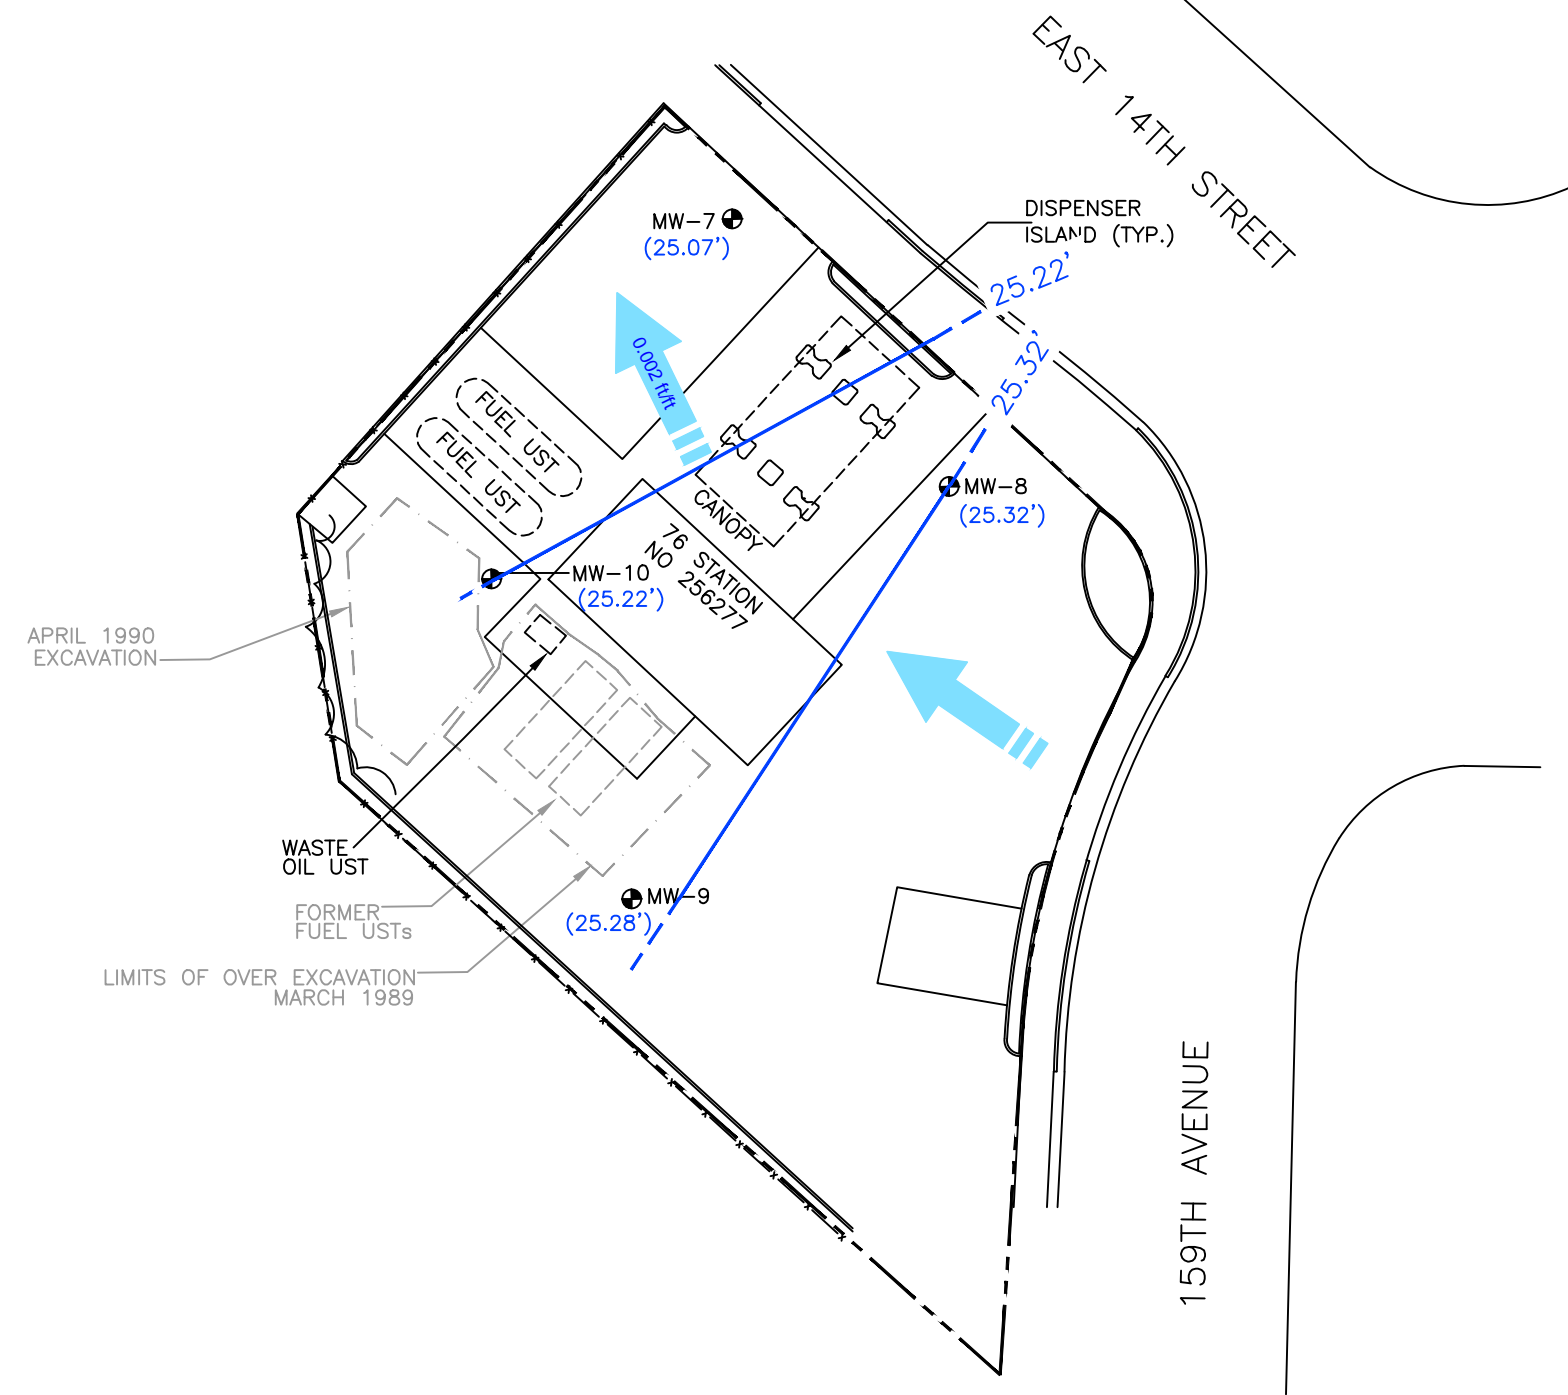 EAST 14TH STREET
DISPENSER
ISLAND (TYP.)
MW-7
(25.07')
25.22'
25.32'
0.002 ft/ft
FUEL UST
FUEL UST
CANOPY
MW-8
(25.32')
76 STATION
NO 256277
MW-10
(25.22')
APRIL 1990
EXCAVATION
WASTE
OIL UST
MW-9
(25.28')
FORMER
FUEL USTs
LIMITS OF OVER EXCAVATION
MARCH 1989
159TH AVENUE